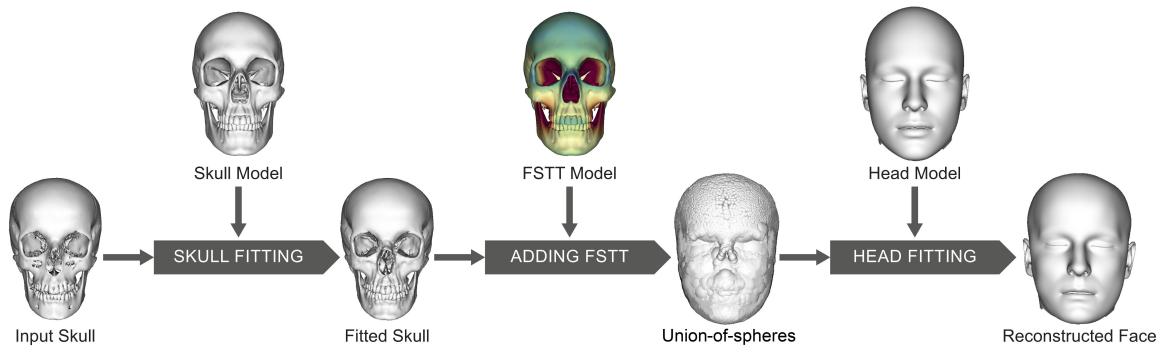 Skull Model
FSTT Model
Head Model
SKULL FITTING
ADDING FSTT
HEAD FITTING
Input Skull
Fitted Skull
Union-of-spheres
Reconstructed Face